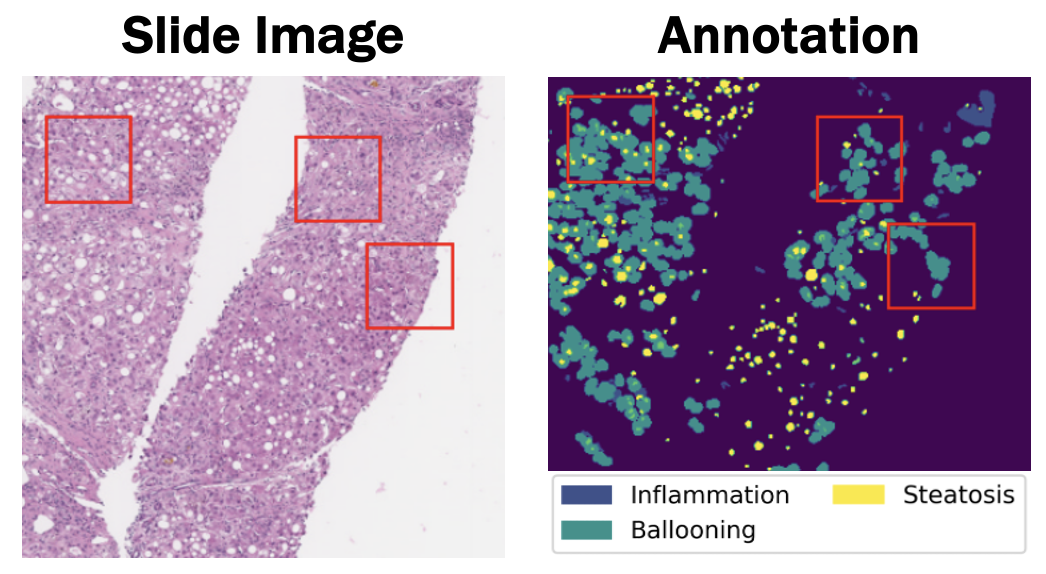 Slide Image
Annotation
Inflammation
Steatosis
Ballooning